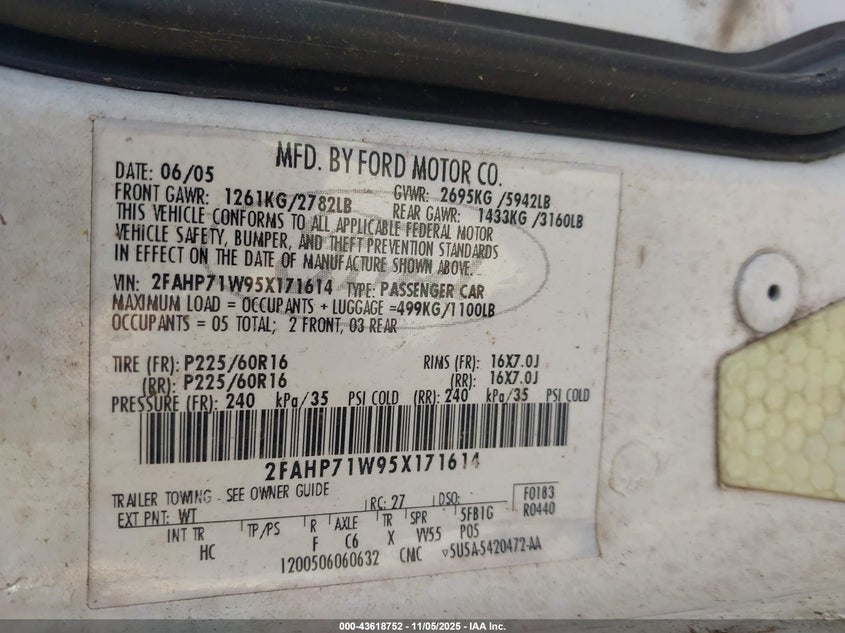 MFD. BY FORD MOTOR CO.
DATE: 06/05
GVWR: 2695KG /5942LB
FRONT GAWR: 1261KG/2782LB
REAR GAWR: 1433KG /3160LB
THIS VEHICLE CONFORMS TO ALL APPLICABLE FEDERAL MOTOR
VEHICLE SAFETY, BUMPER, AND THEFT PREVENTION STANDARDS
IN EFFECT ON THE DATE OF MANUFACTURE SHOWN ABOVE.
VIN: 2FAHP71W95X171614 TYPE: PASSENGER CAR
MAXIMUM LOAD = OCCUPANTS + LUGGAGE =499KG/1100LB
OCCUPANTS = 05 TOTAL; 2 FRONT, 03 REAR
TIRE (FR): P225/60R16 RIMS (FR): 16X7.0J
(RR): P225/60R16 (RR): 16X7.0J
PRESSURE (FR): 240 kPa/35 PSI COLD (RR): 240 kPa/35 PSI COLD
2FAHP71W95X171614
TRAILER TOWING - SEE OWNER GUIDE
EXT PNT: WT RC: 27 DSO: F0183
R0440
INT TR TP/PS R AXLE TR SPR 5FB1G
HC F C6 X VV55 P05
1200506060632 CMC 5U5A-5420472-AA
000-43618752 - 11/05/2025 - IAA Inc.